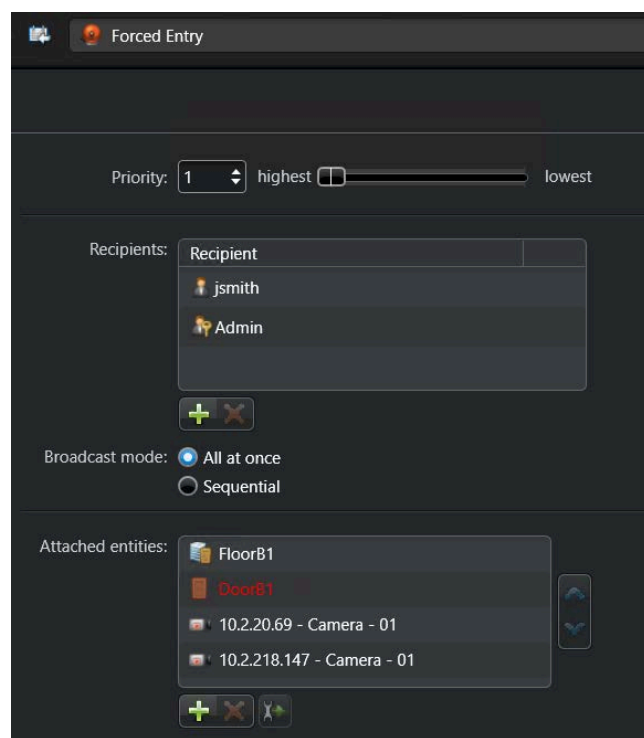 Forced Entry
Priority: 1 highest lowest
Recipients: Recipient
jsmith
Admin
Broadcast mode: All at once
Sequential
Attached entities: FloorB1
DoorB1
10.2.20.69 - Camera - 01
10.2.218.147 - Camera - 01